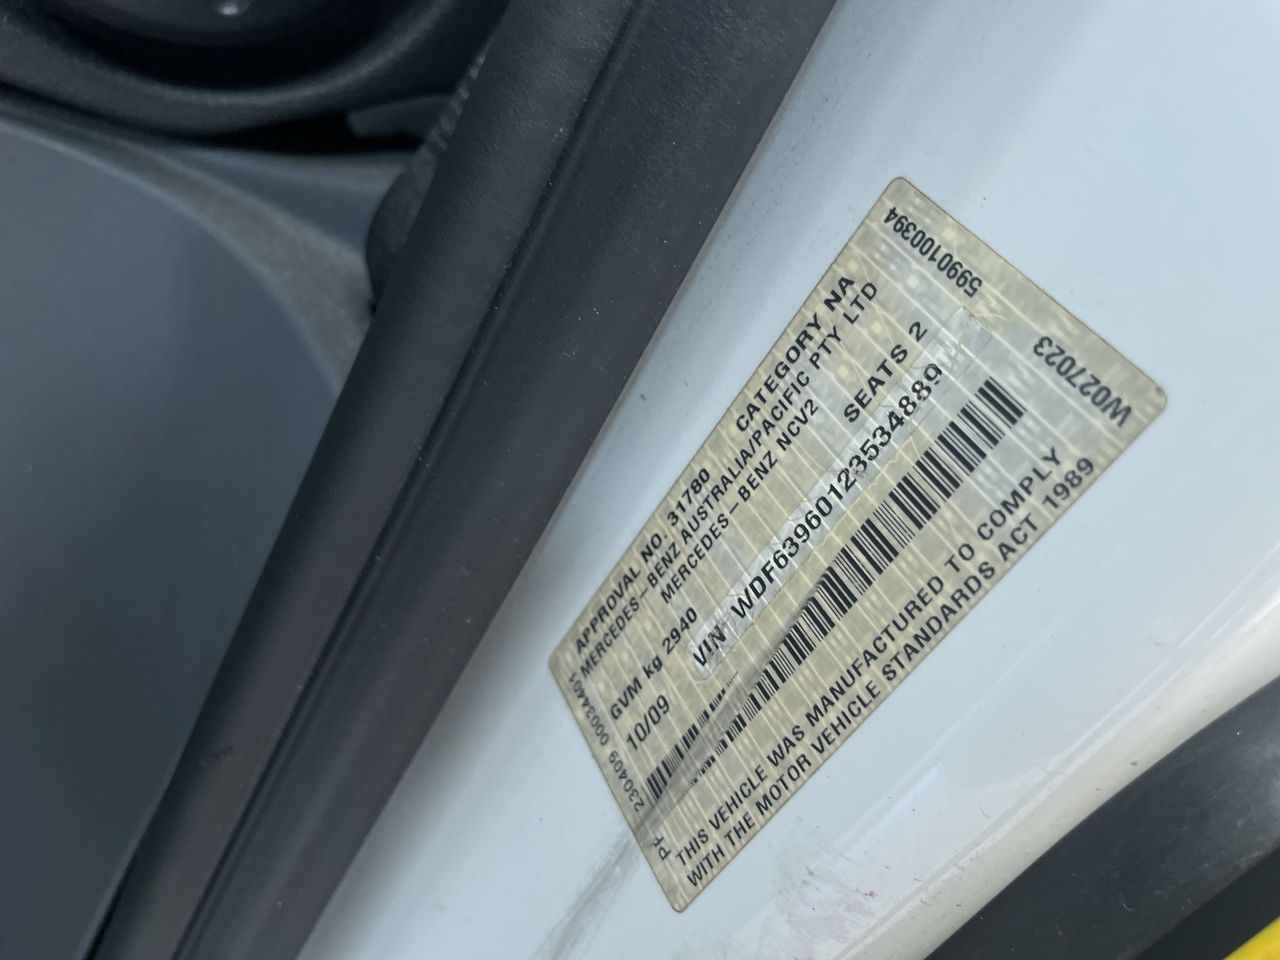 5990100394
W027023
APPROVAL NO. 31780 CATEGORY NA
MERCEDES-BENZ AUSTRALIA/PACIFIC PTY LTD
MERCEDES-BENZ NCV2
GVM kg 2940 SEATS 2
10/09 VIN WDF63960123534889
230409 00034401
PF
THIS VEHICLE WAS MANUFACTURED TO COMPLY
WITH THE MOTOR VEHICLE STANDARDS ACT 1989